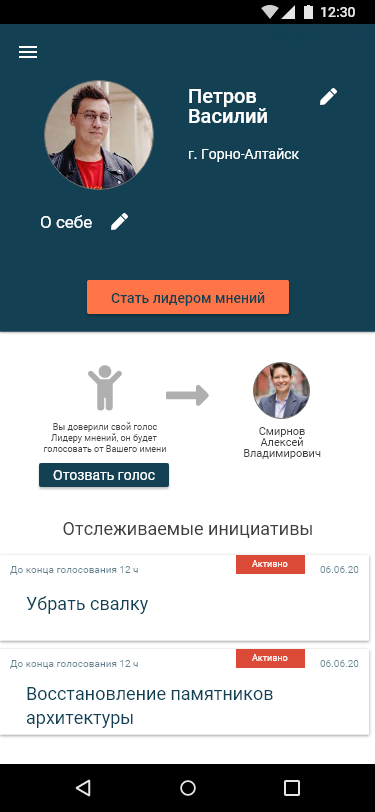 12:30
Петров
Василий
г. Горно-Алтайск
О себе
Стать лидером мнений
Вы доверили свой голос
Лидеру мнений, он будет
голосовать от Вашего имени
Отозвать голос
Смирнов
Алексей
Владимирович
Отслеживаемые инициативы
До конца голосования 12 ч
Активно
06.06.20
Убрать свалку
До конца голосования 12 ч
Активно
06.06.20
Восстановление памятников
архитектуры